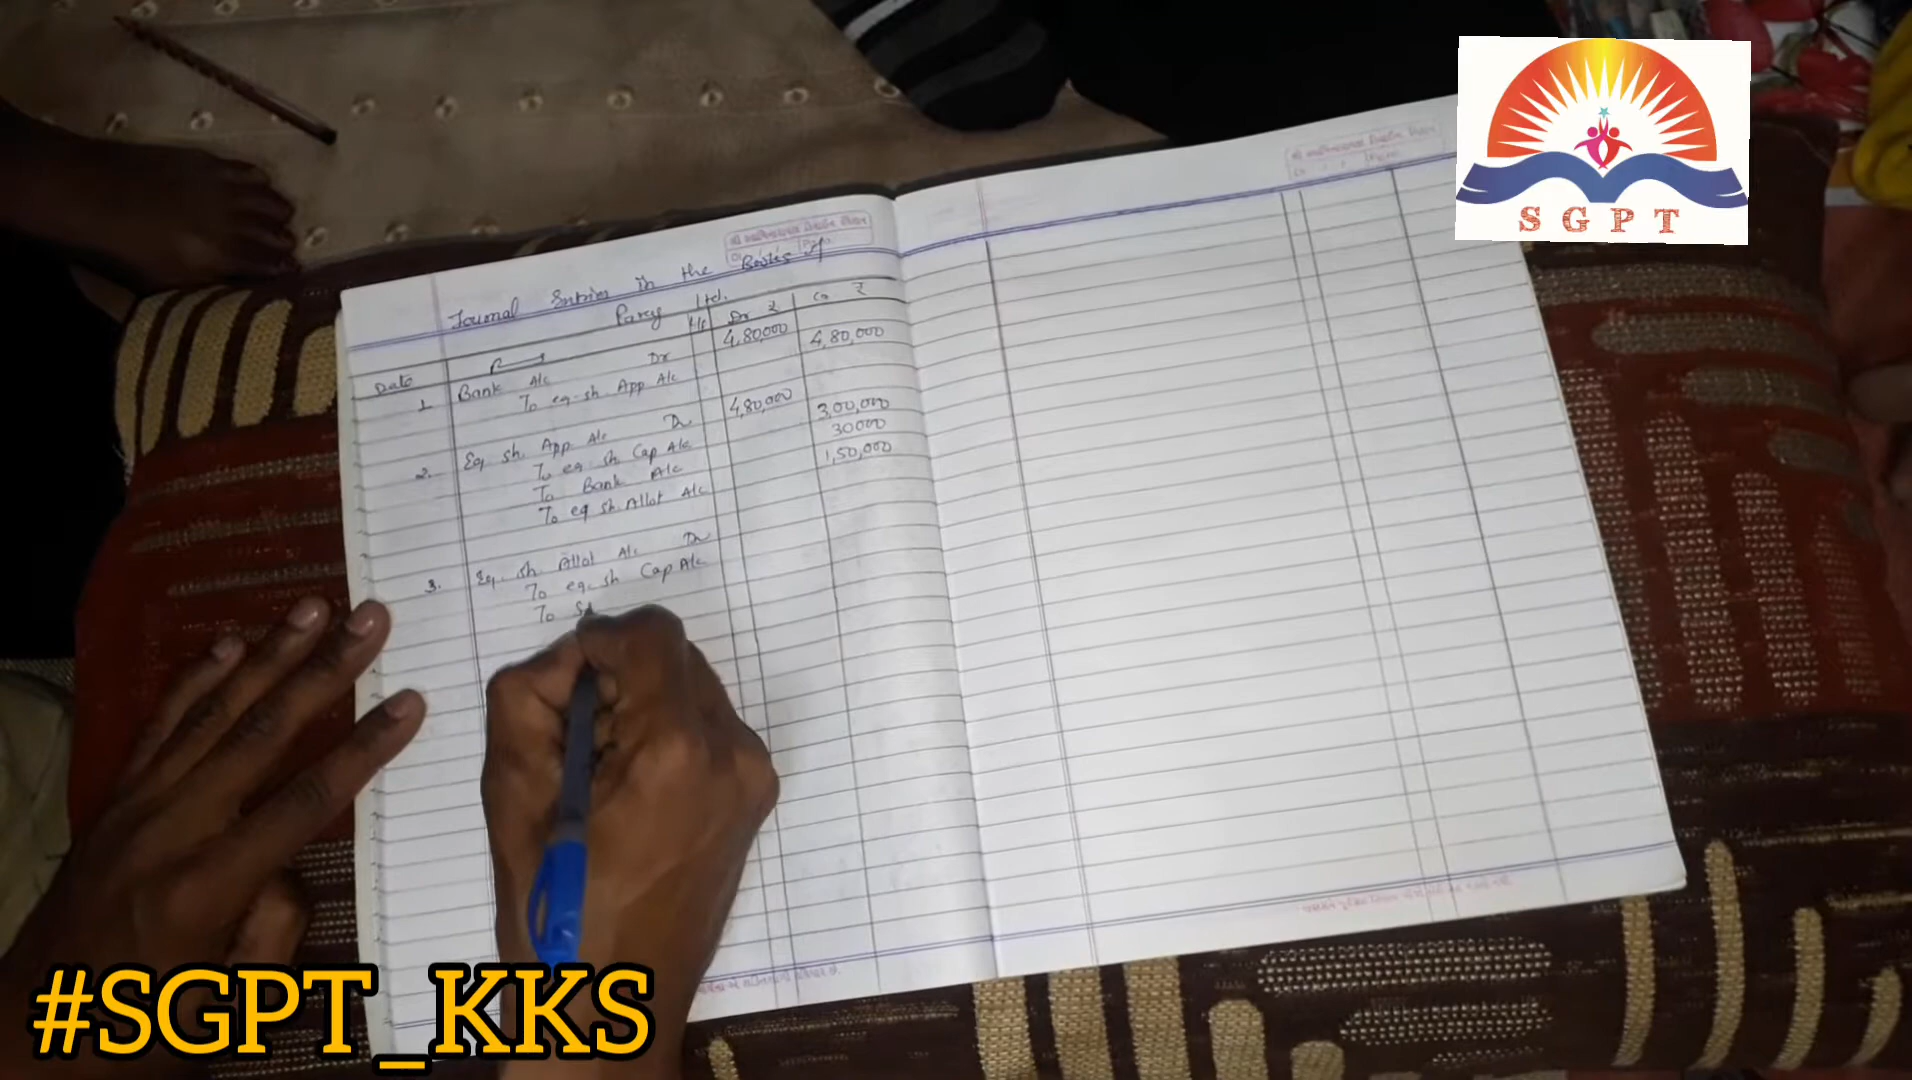 SGPT
Journal Entries in the Books of
Parcy Ltd.
Date Dr ₹ Cr ₹
1. Bank A/c Dr 4,80,000
To eq. sh. App A/c 4,80,000
2. Eq sh. App. A/c Dr 4,80,000
To eq sh Cap A/c 3,00,000
To Bank A/c 30000
To eq sh. Allot A/c 1,50,000
3. Eq. sh. Allot A/c Dr
To eq. sh Cap A/c
To
#SGPT_KKS